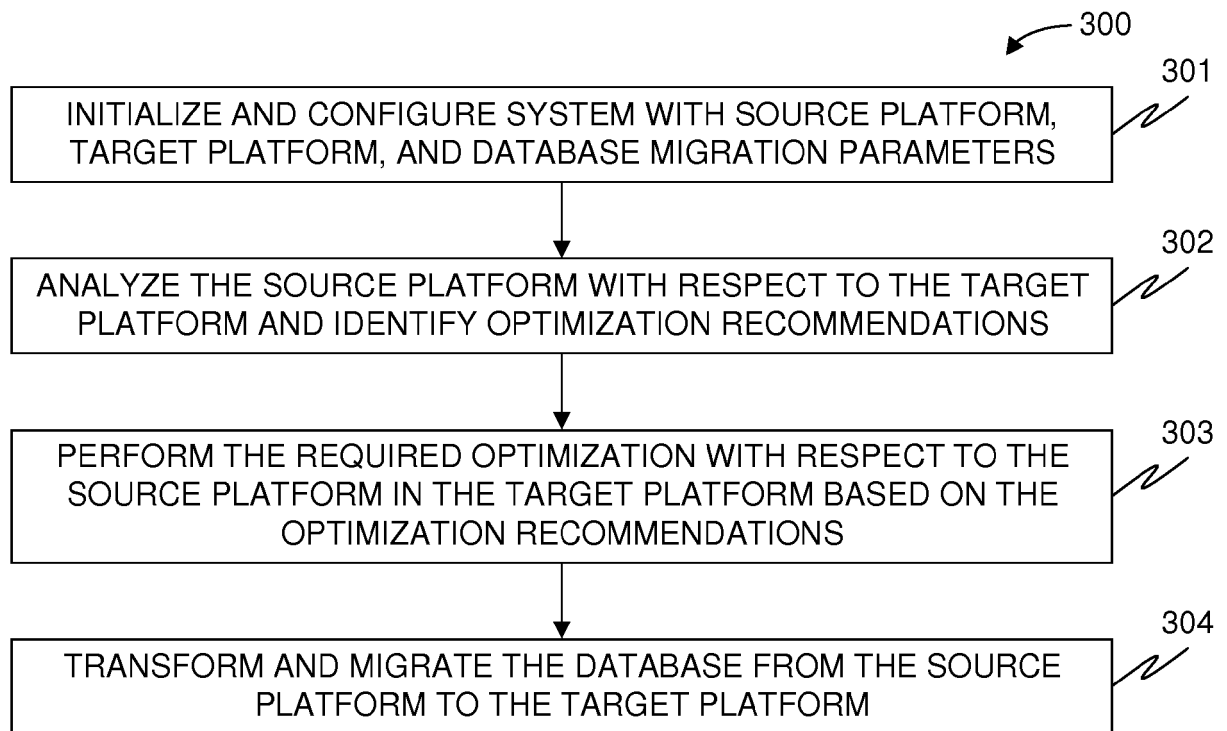 300
301
INITIALIZE AND CONFIGURE SYSTEM WITH SOURCE PLATFORM,
TARGET PLATFORM, AND DATABASE MIGRATION PARAMETERS
302
ANALYZE THE SOURCE PLATFORM WITH RESPECT TO THE TARGET
PLATFORM AND IDENTIFY OPTIMIZATION RECOMMENDATIONS
303
PERFORM THE REQUIRED OPTIMIZATION WITH RESPECT TO THE
SOURCE PLATFORM IN THE TARGET PLATFORM BASED ON THE
OPTIMIZATION RECOMMENDATIONS
304
TRANSFORM AND MIGRATE THE DATABASE FROM THE SOURCE
PLATFORM TO THE TARGET PLATFORM